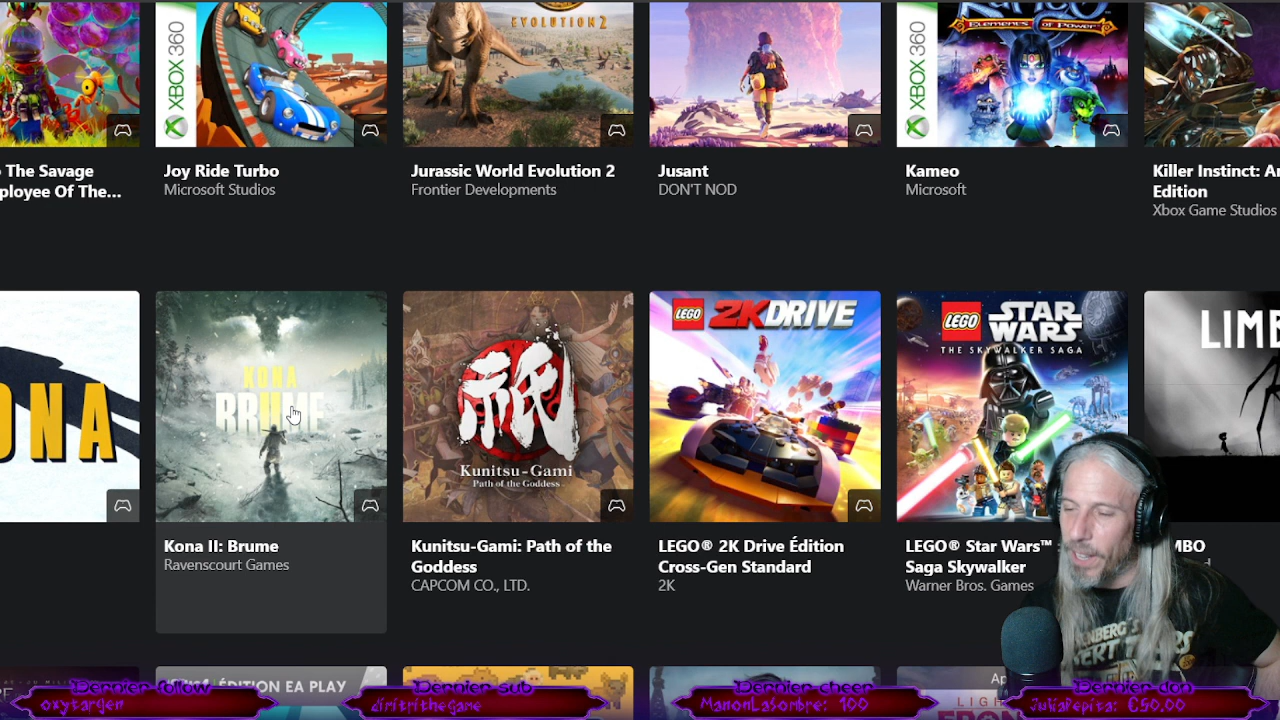 EVOLUTION 2
XBOX 360
XBOX 360
Elements of Power
The Savage
ployee Of The...
Joy Ride Turbo
Microsoft Studios
Jurassic World Evolution 2
Frontier Developments
Jusant
DON'T NOD
Kameo
Microsoft
Killer Instinct: A
Edition
Xbox Game Studios
ONA
KONA
BRUME
祇
Kunitsu-Gami
Path of the Goddess
LEGO 2K DRIVE
LEGO STAR WARS
THE SKYWALKER SAGA
LIMB
Kona II: Brume
Ravenscourt Games
Kunitsu-Gami: Path of the
Goddess
CAPCOM CO., LTD.
LEGO® 2K Drive Édition
Cross-Gen Standard
2K
LEGO® Star Wars™
Saga Skywalker
Warner Bros. Games
MBO
ÉDITION EA PLAY
Dernier follow
oxytargen
Dernier sub
dimitrithegame
Dernier cheer
ManonLaSombre: 100
Dernier don
JuliaPepita: €50,00